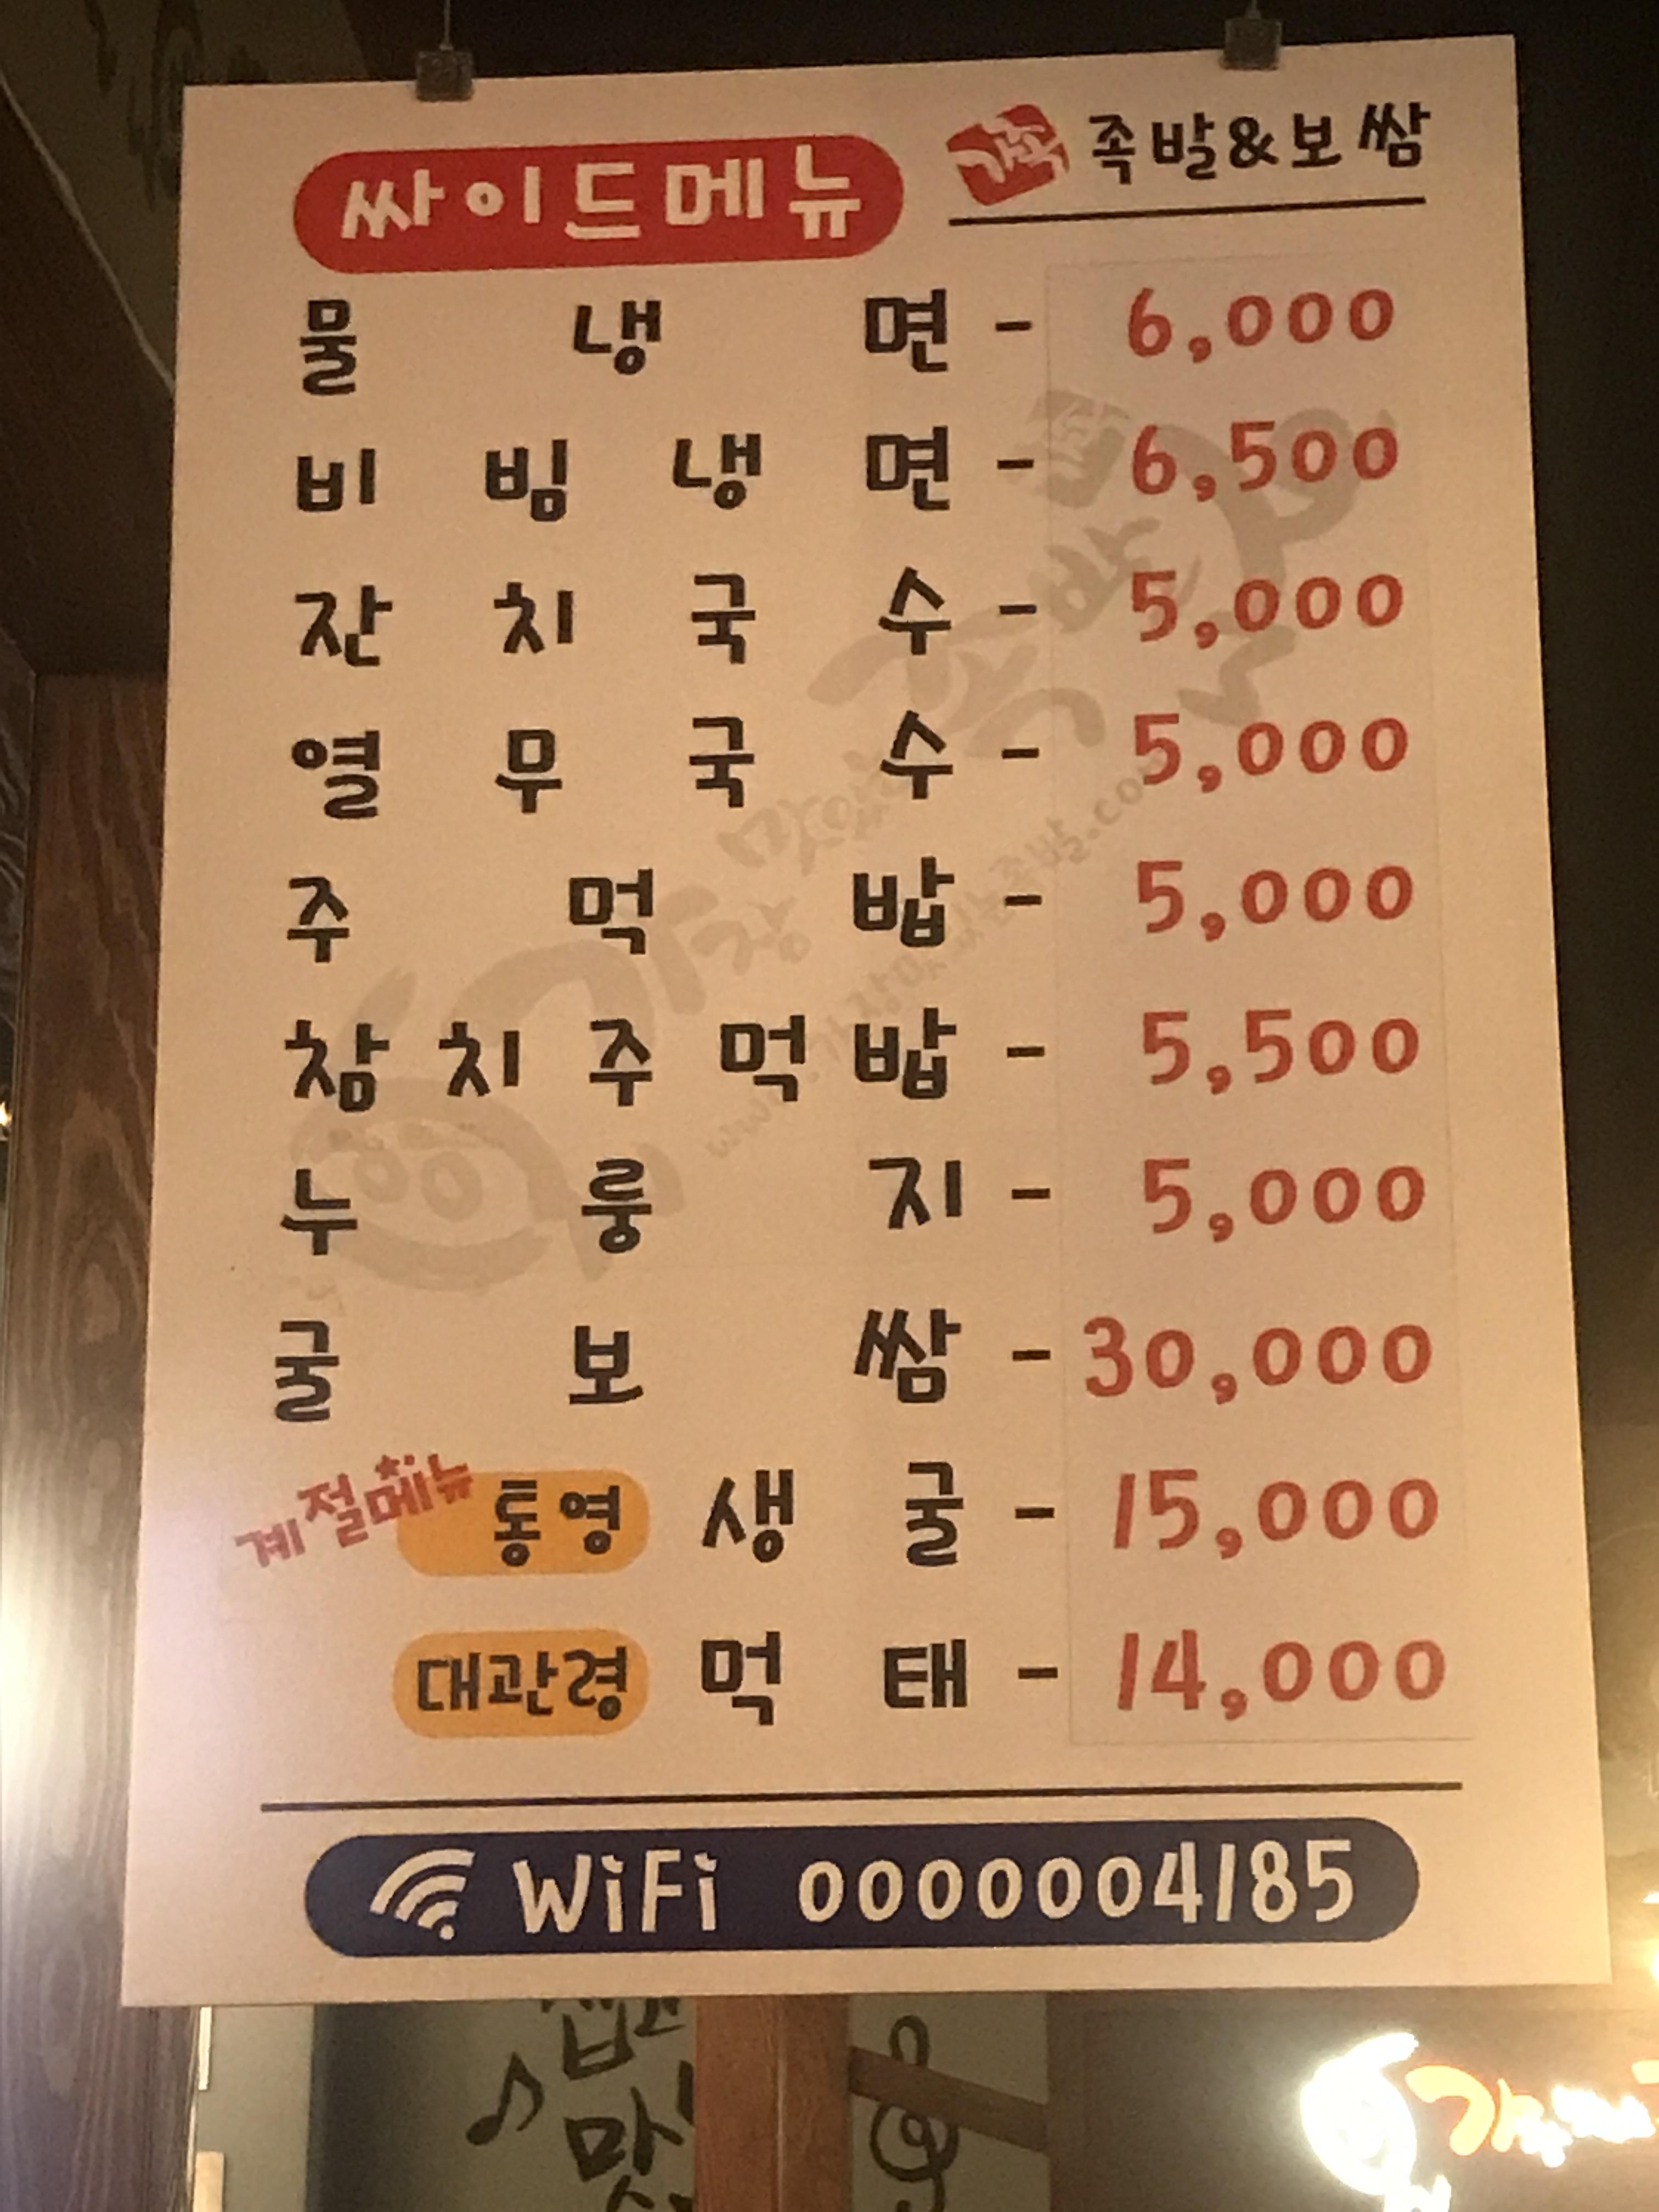 싸이드메뉴 족발&보쌈
물냉면 - 6,000
비빔냉면 - 6,500
잔치국수 - 5,000
열무국수 - 5,000
주먹밥 - 5,000
참치주먹밥 - 5,500
누룽지 - 5,000
굴보쌈 - 30,000
계절메뉴 통영 생굴 - 15,000
대관령 먹태 - 14,000
WiFi 0000004185
맛